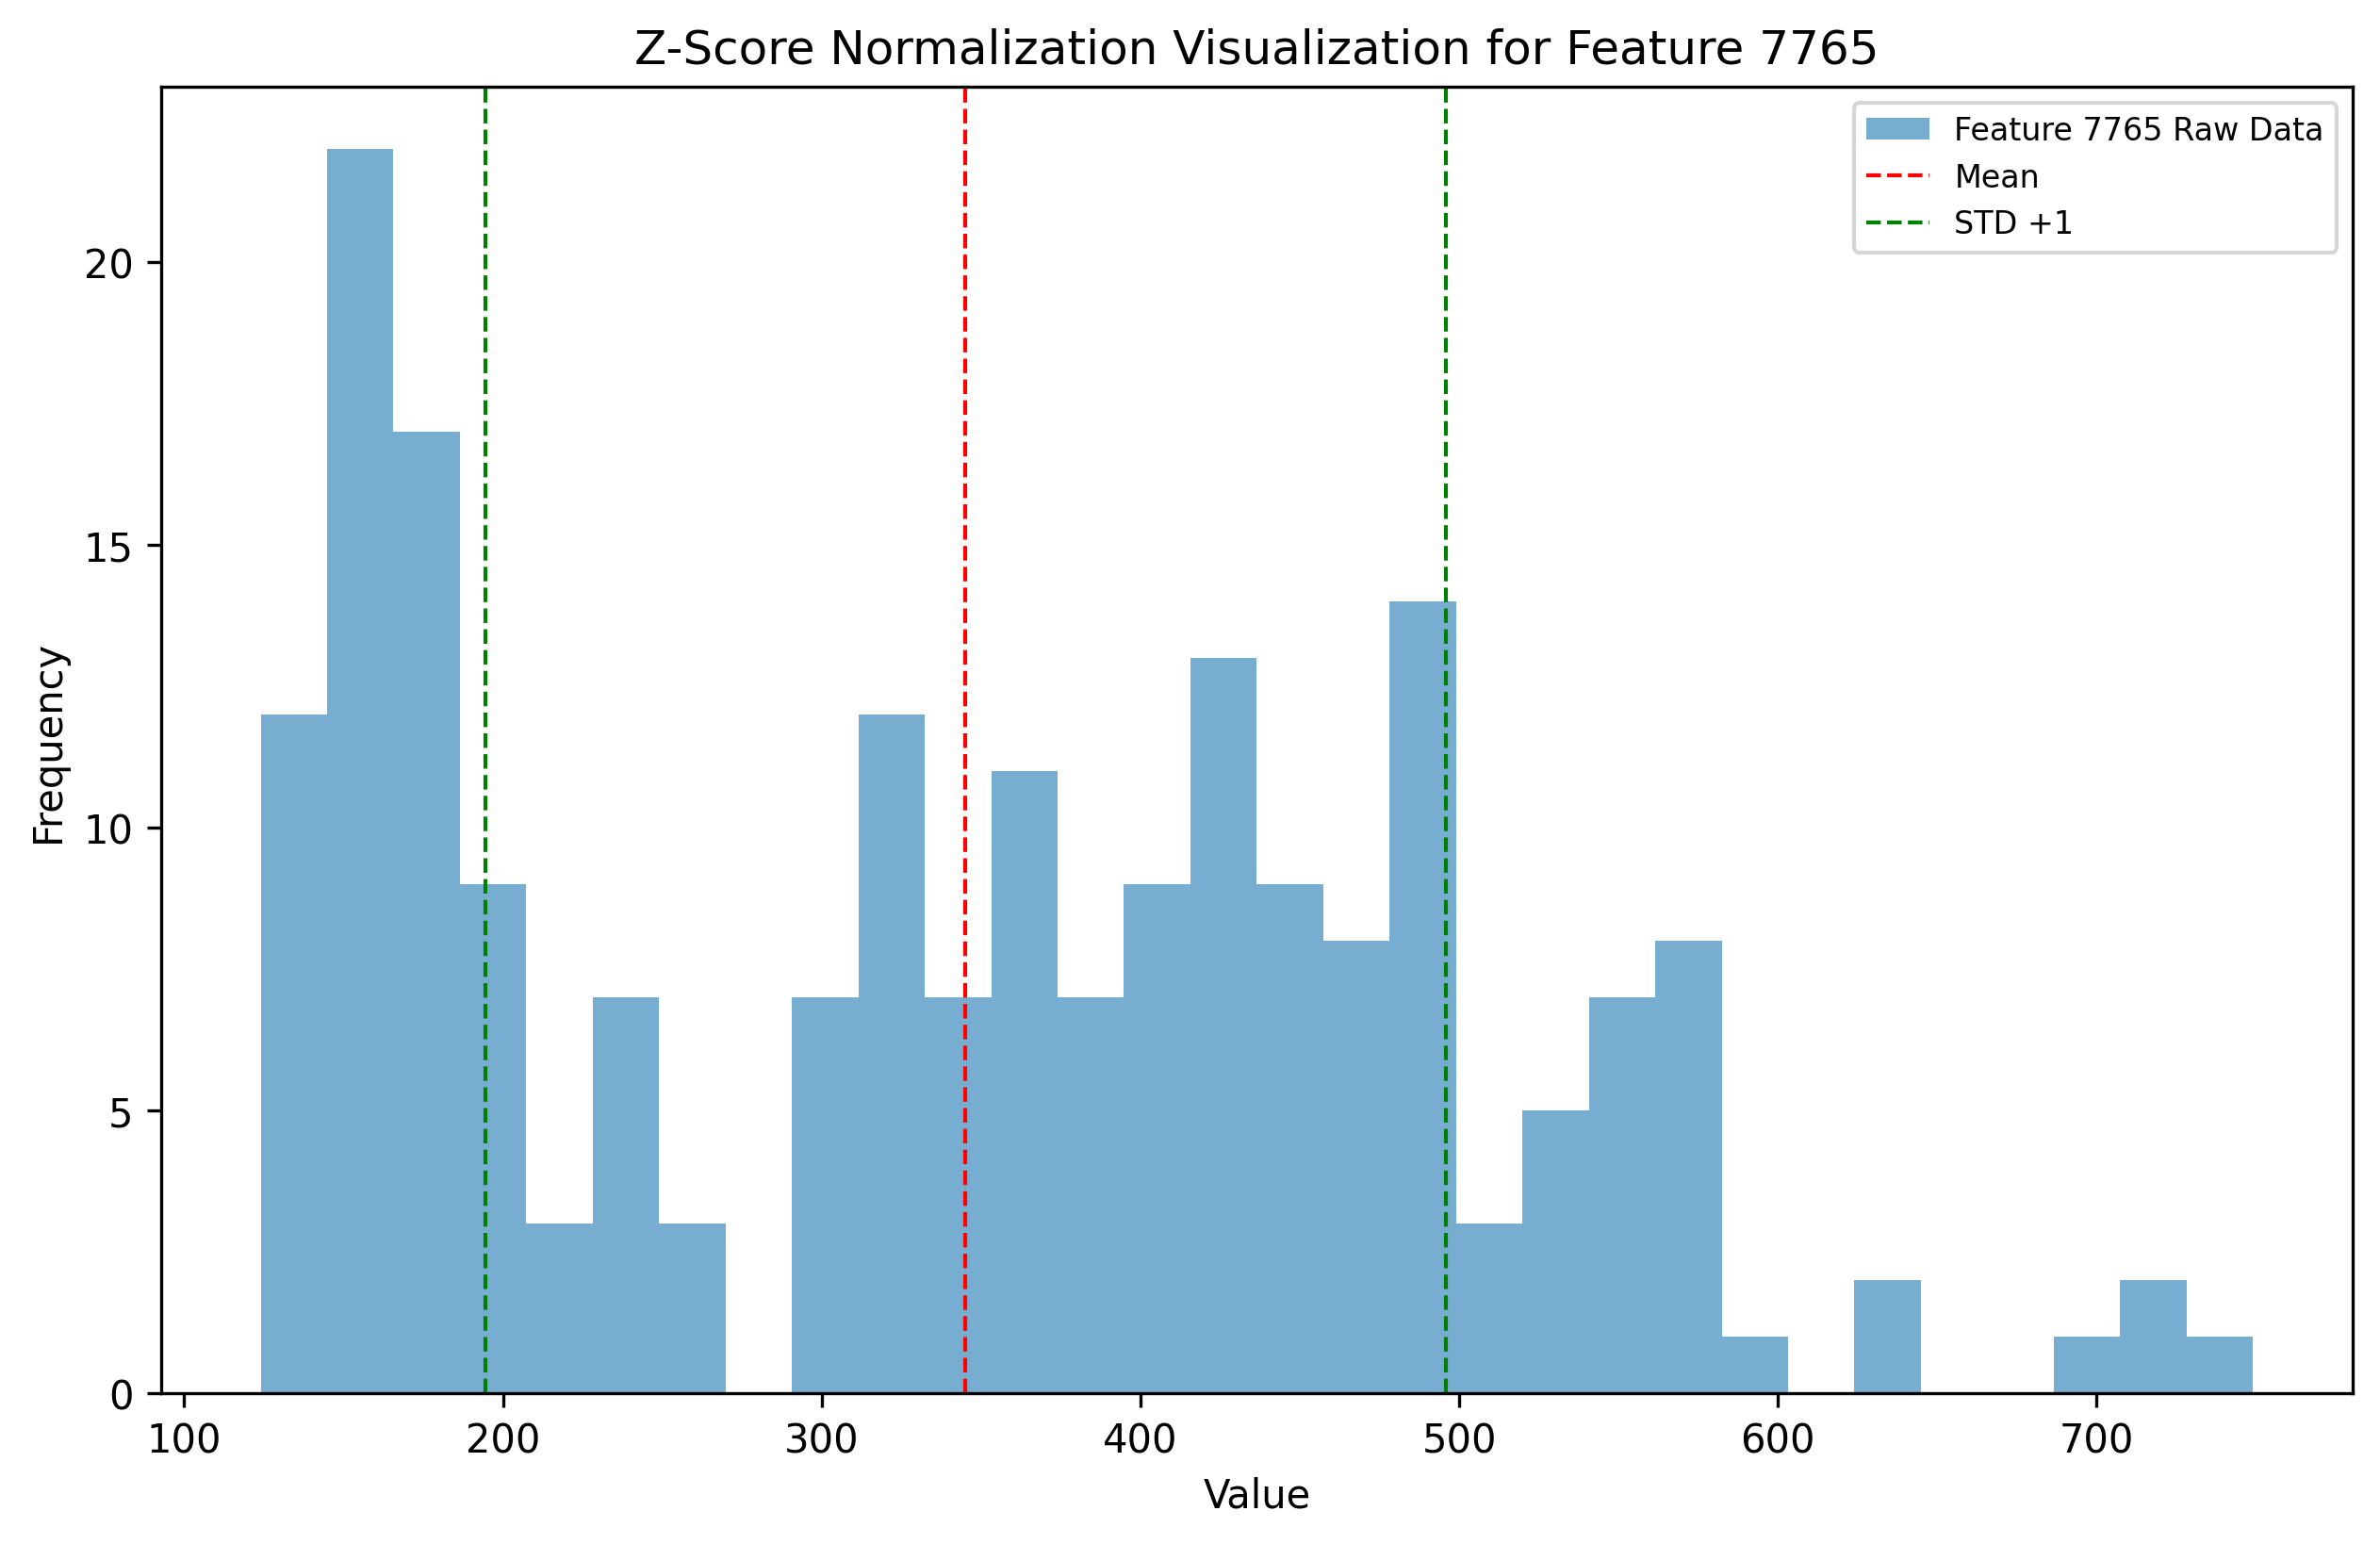 Z-Score Normalization Visualization for Feature 7765
Feature 7765 Raw Data
Mean
STD +1
Frequency
20
15
10
5
0
100 200 300 400 500 600 700
Value